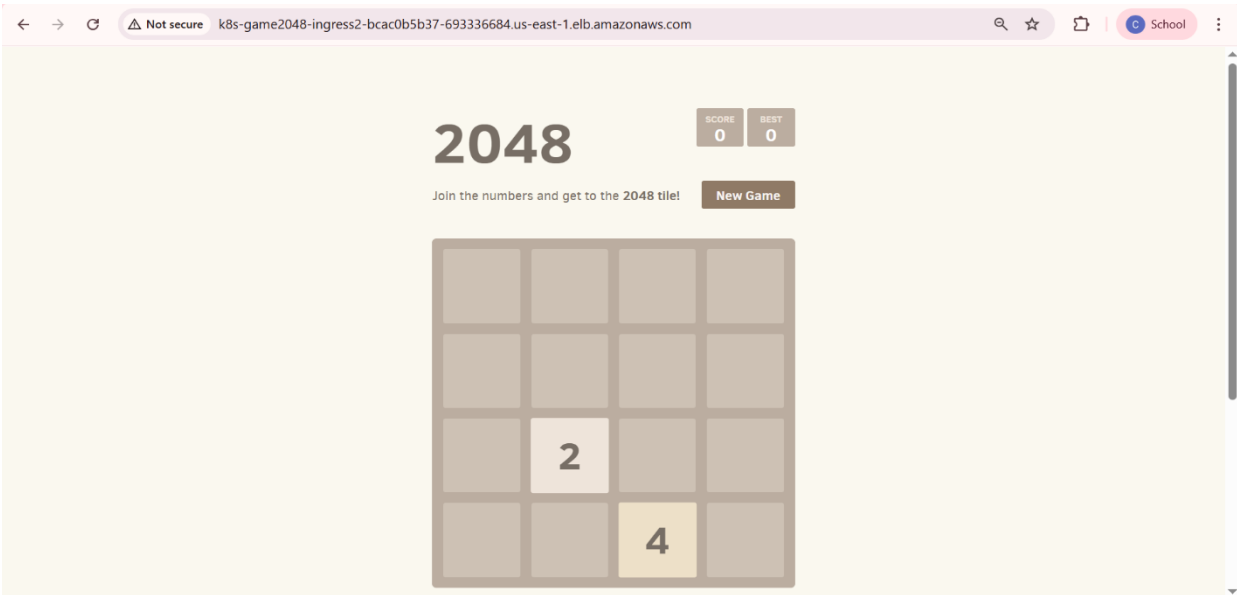 Not secure k8s-game2048-ingress2-bcac0b5b37-693336684.us-east-1.elb.amazonaws.com C School
2048
SCORE BEST
0 0
Join the numbers and get to the 2048 tile! New Game
2
4